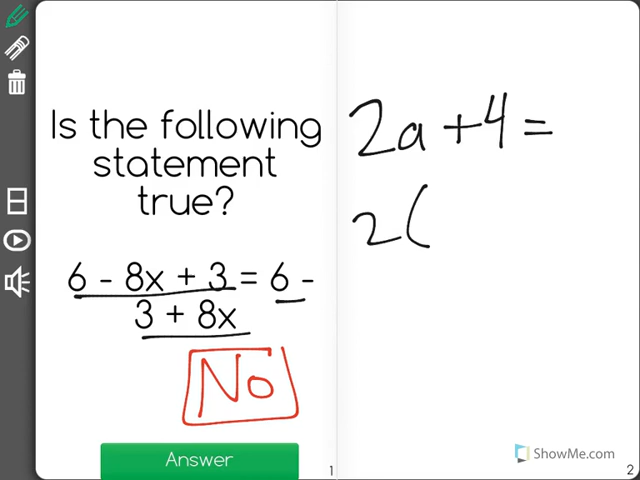 Is the following
statement
true?
6 - 8x + 3 = 6 -
3 + 8x
No
Answer
1
2a + 4 =
2(
ShowMe.com
2